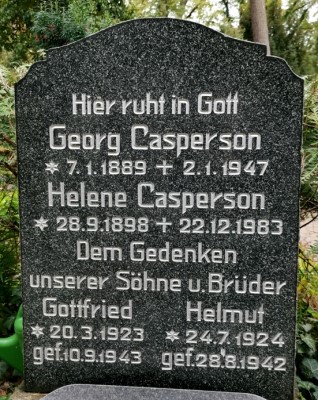 Hier ruht in Gott
Georg Casperson
* 7.1.1889 + 2.1.1947
Helene Casperson
* 28.9.1898 + 22.12.1983
Dem Gedenken
unserer Söhne u. Brüder
Gottfried Helmut
* 20.3.1923 * 24.7.1924
gef.10.9.1943 gef.28.8.1942